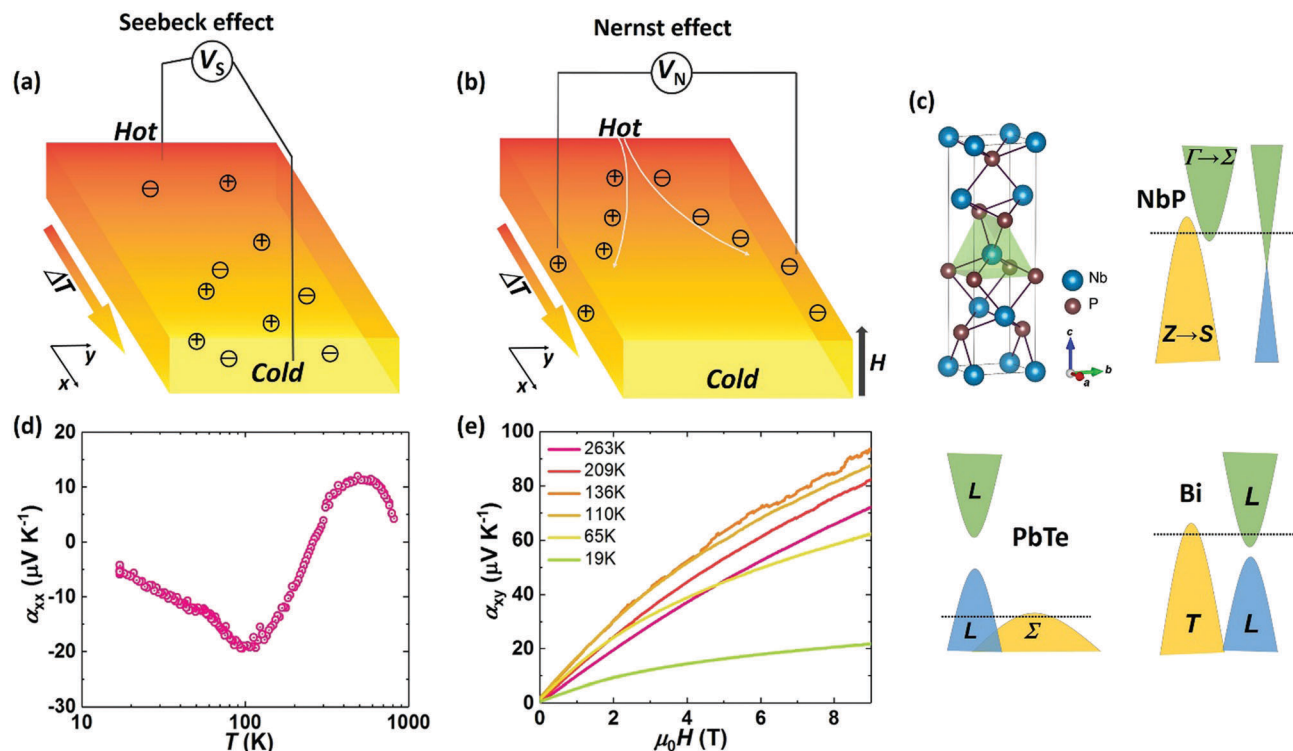 Seebeck effect
(a)
V_S
Hot
⊖ ⊕
⊕
⊖
⊕ ⊖
⊕ ⊕
⊖ ⊖
ΔT
y
x
Cold
Nernst effect
(b)
V_N
Hot
⊕ ⊖
⊕ ⊖
⊕ ⊖
⊕ ⊖
⊕ ⊖
ΔT
y
x
Cold
H
(c)
Nb
P
c
b
a
NbP
Γ→Σ
Z→S
(d)
α_xx (μV K⁻¹)
20
10
0
-10
-20
-30
10 100 1000
T (K)
(e)
α_xy (μV K⁻¹)
100
80
60
40
20
0
263K
209K
136K
110K
65K
19K
0 2 4 6 8
μ₀H (T)
L
PbTe
L
Σ
Bi
L
T
L